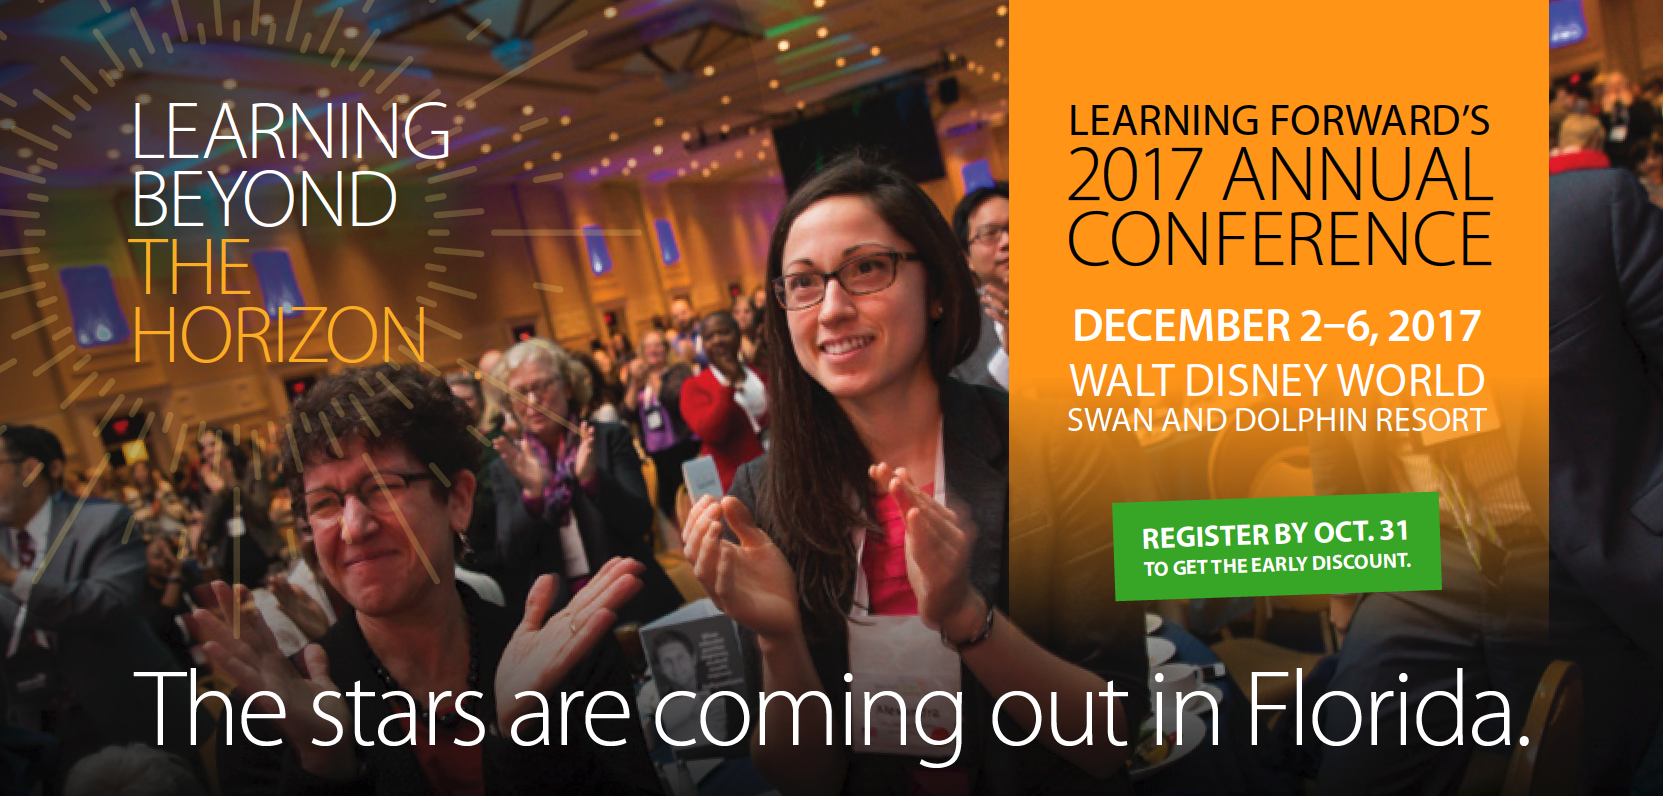 LEARNING
BEYOND
THE
HORIZON
LEARNING FORWARD'S
2017 ANNUAL
CONFERENCE
DECEMBER 2–6, 2017
WALT DISNEY WORLD
SWAN AND DOLPHIN RESORT
REGISTER BY OCT. 31
TO GET THE EARLY DISCOUNT.
The stars are coming out in Florida.